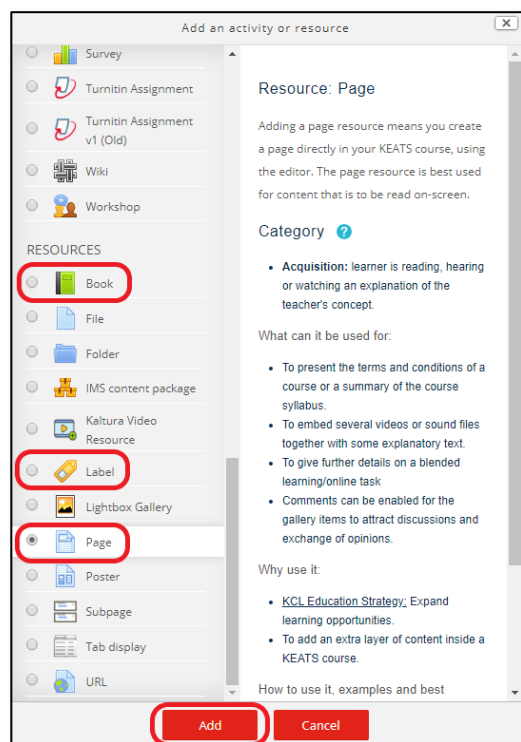 Add an activity or resource
X
Survey
Turnitin Assignment
Turnitin Assignment
v1 (Old)
Wiki
Workshop
RESOURCES
Book
File
Folder
IMS content package
Kaltura Video
Resource
Label
Lightbox Gallery
Page
Poster
Subpage
Tab display
URL
Resource: Page
Adding a page resource means you create
a page directly in your KEATS course, using
the editor. The page resource is best used
for content that is to be read on-screen.
Category ?
• Acquisition: learner is reading, hearing
or watching an explanation of the
teacher's concept.
What can it be used for:
• To present the terms and conditions of a
course or a summary of the course
syllabus.
• To embed several videos or sound files
together with some explanatory text.
• To give further details on a blended
learning/online task
• Comments can be enabled for the
gallery items to attract discussions and
exchange of opinions.
Why use it:
• KCL Education Strategy: Expand
learning opportunities.
• To add an extra layer of content inside a
KEATS course.
How to use it, examples and best
Add
Cancel